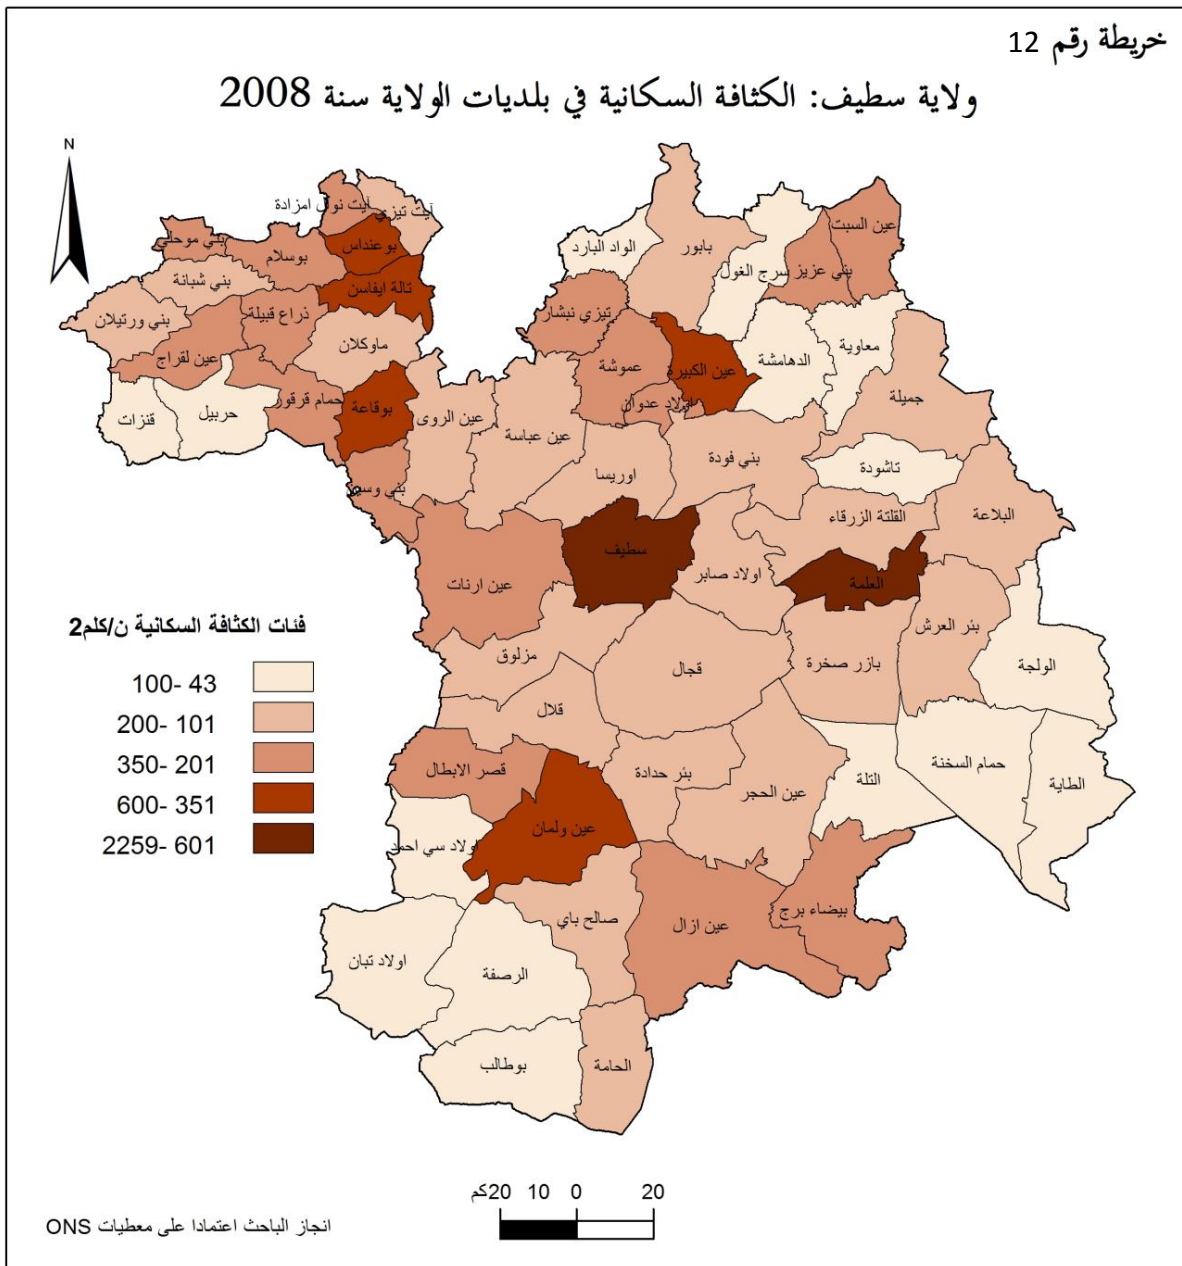 خريطة رقم 12
ولاية سطيف: الكثافة السكانية في بلديات الولاية سنة 2008
N
آيت نوال امزادة
آيت تيزي
بني موحلي
بوسلام
بوعنداس
بني شبانة
تالة ايفاسن
بني ورتيلان
ذراع قبيلة
عين لقراج
ماوكلان
قنزات
حربيل
حمام قرقور
بوقاعة
عين الروى
بني وسين
الواد البارد
بابور
سرج الغول
بني عزيز
عين السبت
تيزي نبشار
عموشة
عين الكبيرة
الدهامشة
معاوية
جميلة
اولاد عدوان
عين عباسة
اوريسا
بني فودة
تاشودة
القلتة الزرقاء
البلاعة
عين ارنات
سطيف
اولاد صابر
العلمة
بئر العرش
الولجة
مزلوق
قجال
بازر صخرة
قلال
قصر الابطال
بئر حدادة
عين الحجر
التلة
حمام السخنة
الطاية
عين ولمان
اولاد سي احمد
صالح باي
عين ازال
بيضاء برج
اولاد تبان
الرصفة
بوطالب
الحامة
فئات الكثافة السكانية ن/كلم2
100- 43
200- 101
350- 201
600- 351
2259- 601
كم20 10 0 20
انجاز الباحث اعتمادا على معطيات ONS